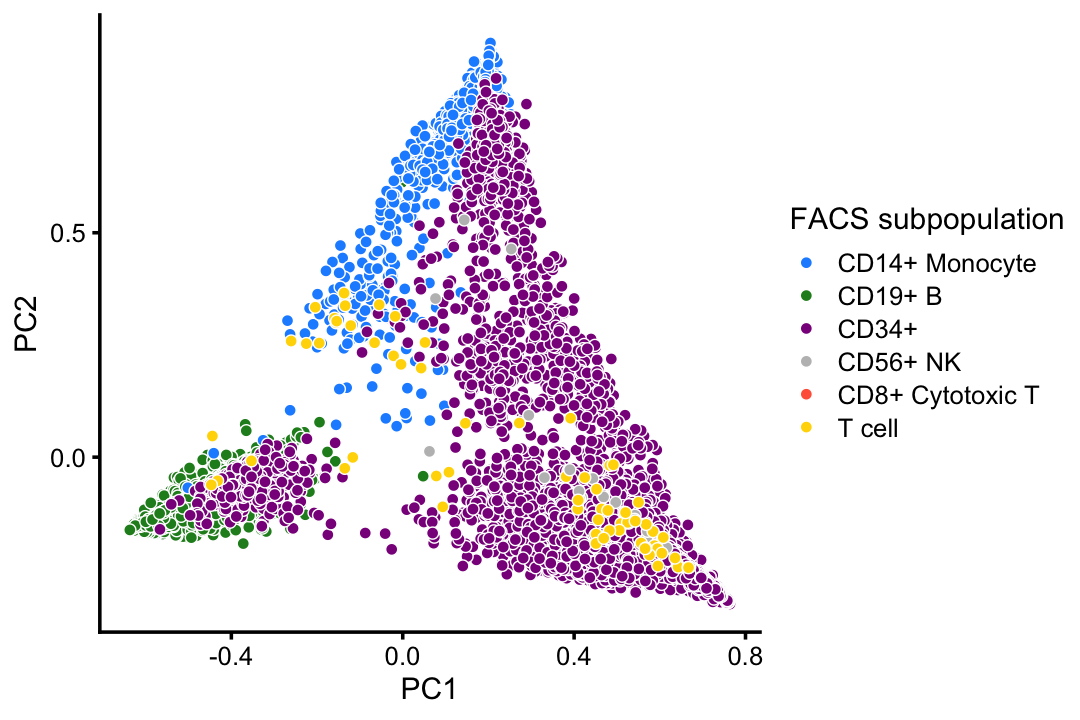 PC2
0.5
0.0
-0.4
0.0
0.4
0.8
PC1
FACS subpopulation
CD14+ Monocyte
CD19+ B
CD34+
CD56+ NK
CD8+ Cytotoxic T
T cell